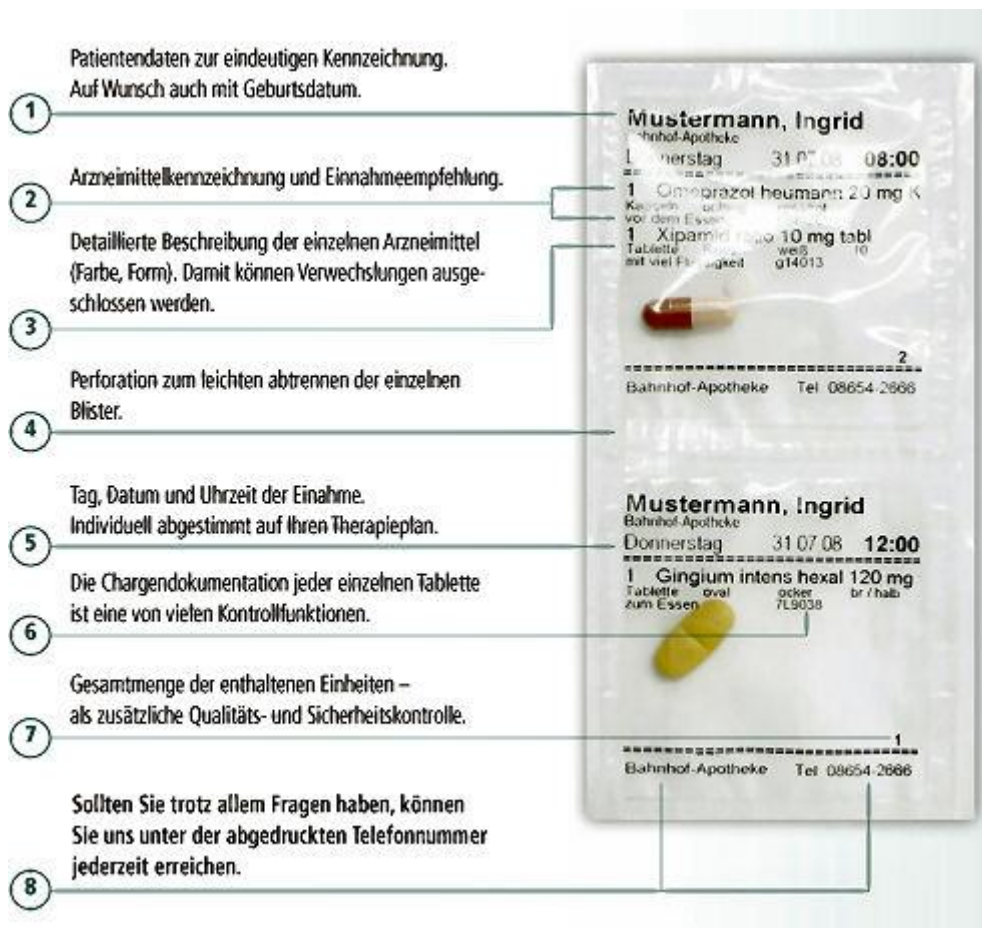 Patientendaten zur eindeutigen Kennzeichnung.
Auf Wunsch auch mit Geburtsdatum.
1
Arzneimittelkennzeichnung und Einnahmeempfehlung.
2
Detaillierte Beschreibung der einzelnen Arzneimittel
(Farbe, Form). Damit können Verwechslungen ausge-
schlossen werden.
3
Perforation zum leichten abtrennen der einzelnen
Blister.
4
Tag, Datum und Uhrzeit der Einahme.
Individuell abgestimmt auf Ihren Therapieplan.
5
Die Chargendokumentation jeder einzelnen Tablette
ist eine von vielen Kontrollfunktionen.
6
Gesamtmenge der enthaltenen Einheiten –
als zusätzliche Qualitäts- und Sicherheitskontrolle.
7
Sollten Sie trotz allem Fragen haben, können
Sie uns unter der abgedruckten Telefonnummer
jederzeit erreichen.
8
Mustermann, Ingrid
Bahnhof-Apotheke
Donnerstag 31.07.08 08:00
1 Omeprazol heumann 20 mg K
vor dem Essen
1 Xipamid 10 mg tabl
Tablette weiß
mit viel g14013
2
Bahnhof-Apotheke Tel 08654-2666
Mustermann, Ingrid
Bahnhof-Apotheke
Donnerstag 31 07 08 12:00
1 Gingium intens hexal 120 mg
Tablette oval ocker br / halb
zum Essen 7L9038
1
Bahnhof-Apotheke Tel 08654-2666